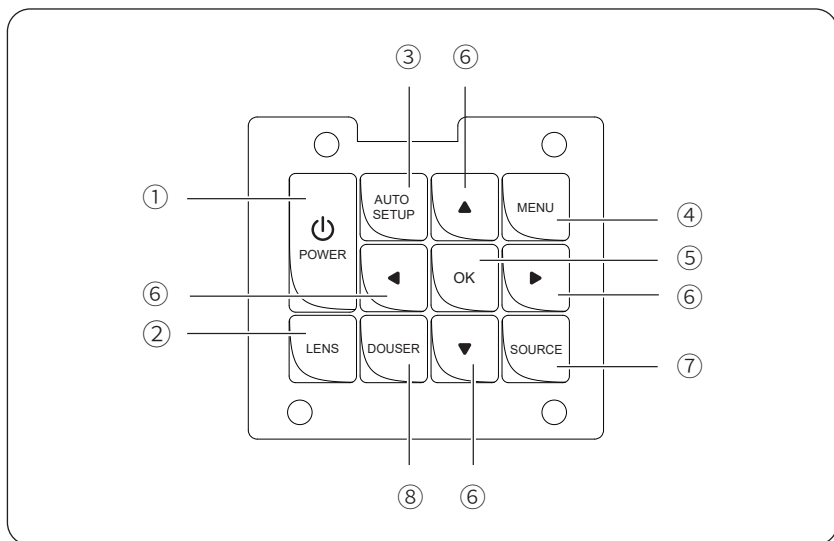 ③ ⑥
① AUTO SETUP MENU ④
POWER
⑤
OK
⑥ ⑥
② LENS DOUSER SOURCE ⑦
⑧ ⑥